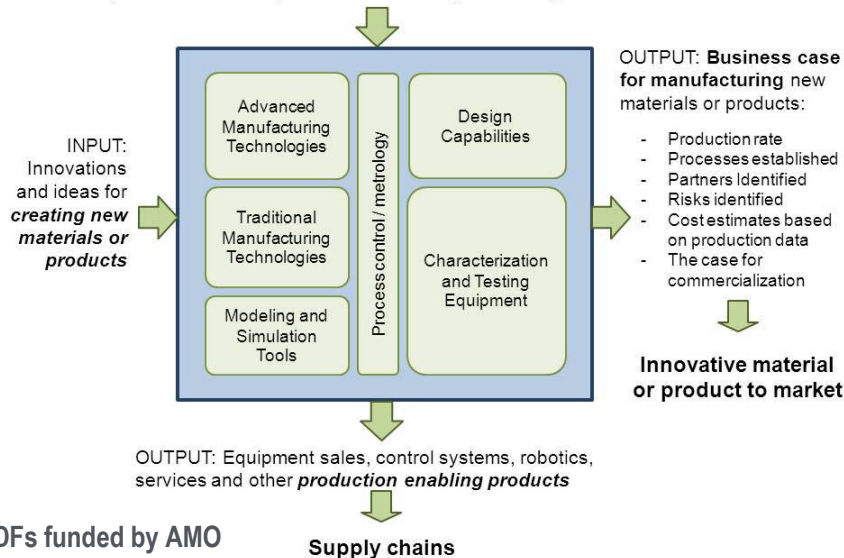 INPUT:
Innovations
and ideas for
creating new
materials or
products
Advanced
Manufacturing
Technologies
Traditional
Manufacturing
Technologies
Modeling and
Simulation
Tools
Process control / metrology
Design
Capabilities
Characterization
and Testing
Equipment
OUTPUT: Business case
for manufacturing new
materials or products:
- Production rate
- Processes established
- Partners Identified
- Risks identified
- Cost estimates based
on production data
- The case for
commercialization
Innovative material
or product to market
OUTPUT: Equipment sales, control systems, robotics,
services and other production enabling products
funded by AMO
Supply chains